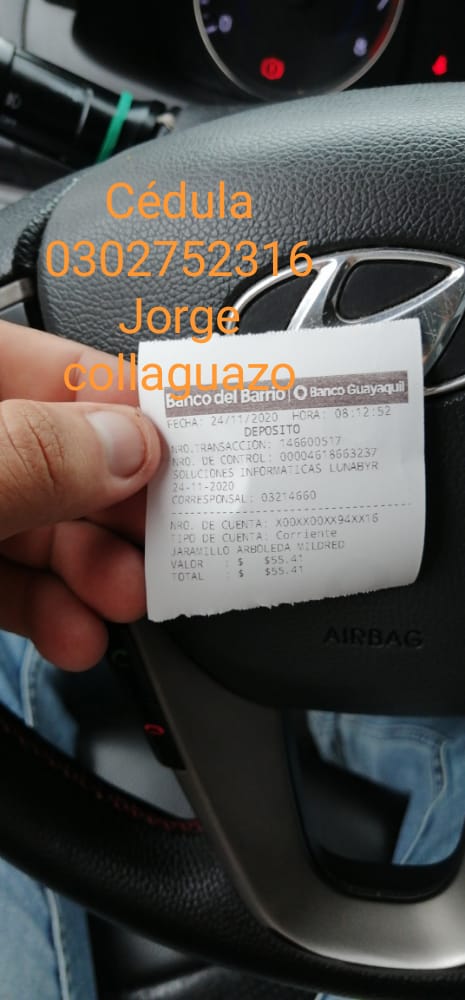 0
8
Cédula
0302752316
Jorge
collaguazo
Banco del Barrio | Banco Guayaquil
FECHA: 24/11/2020 HORA: 08:12:52
DEPOSITO
NRO.TRANSACCION: 146600517
NRO. DE CONTROL: 00004618663237
SOLUCIONES INFORMATICAS LUNABYR
24-11-2020
CORRESPONSAL: 03214660
NRO. DE CUENTA: X00XX00XX94XX16
TIPO DE CUENTA: Corriente
JARAMILLO ARBOLEDA MILDRED
VALOR : $ $55.41
TOTAL : $ $55.41
AIRBAG